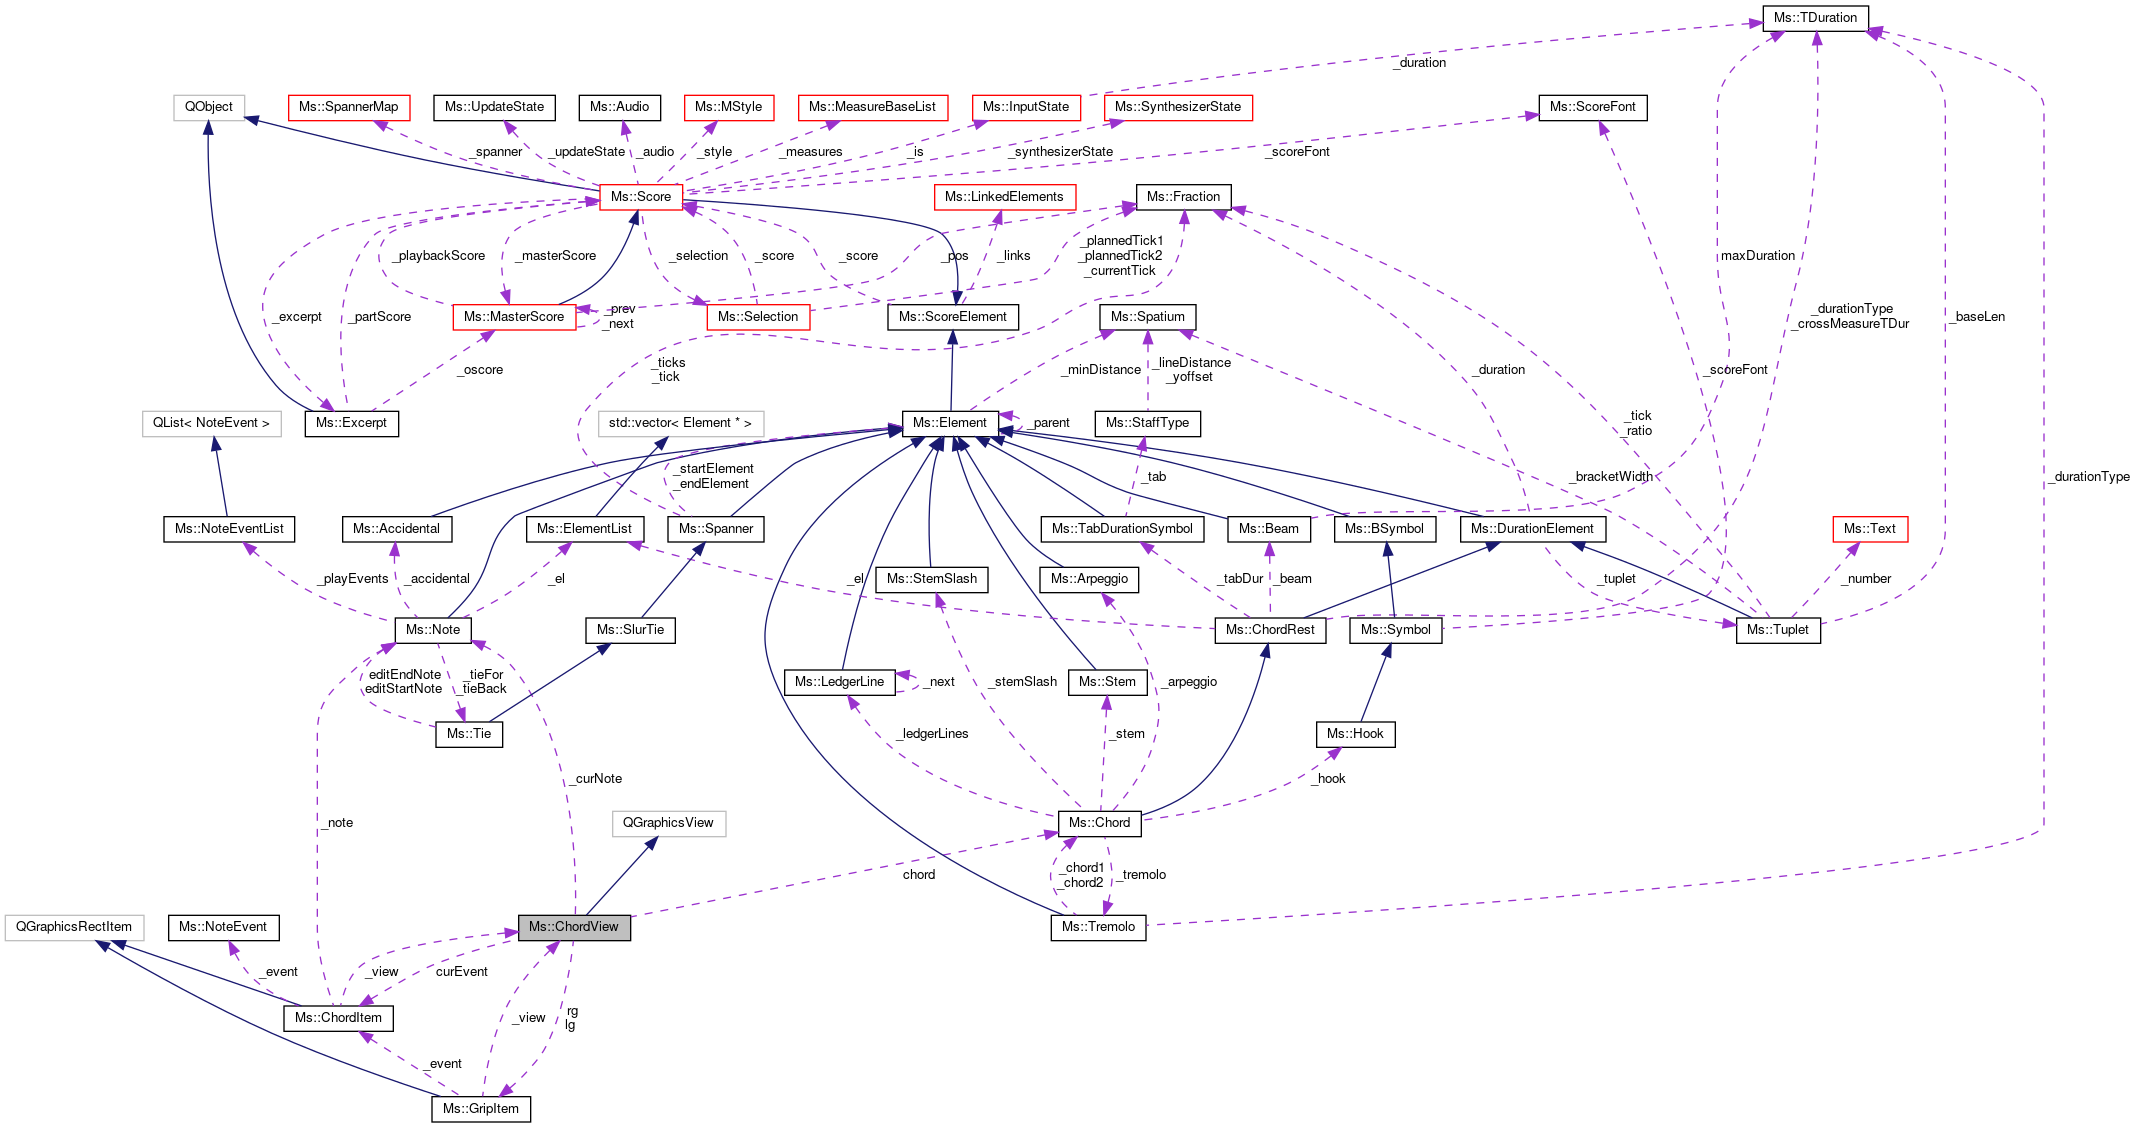 Ms::TDuration
_duration
QObject
Ms::SpannerMap
Ms::UpdateState
Ms::Audio
Ms::MStyle
Ms::MeasureBaseList
Ms::InputState
Ms::SynthesizerState
Ms::ScoreFont
_spanner
_updateState
_audio
_style
_measures
_is
_synthesizerState
_scoreFont
Ms::Score
Ms::LinkedElements
Ms::Fraction
_playbackScore
_masterScore
_selection
_score
_score
_pos
_links
_plannedTick1
_plannedTick2
_currentTick
maxDuration
_excerpt
_partScore
Ms::MasterScore
_prev
_next
Ms::Selection
Ms::ScoreElement
Ms::Spatium
_durationType
_crossMeasureTDur
_baseLen
_oscore
_ticks
_tick
_minDistance
_lineDistance
_yoffset
_duration
_scoreFont
QList< NoteEvent >
Ms::Excerpt
std::vector< Element * >
Ms::Element
_parent
Ms::StaffType
_tick
_ratio
_startElement
_endElement
_tab
_bracketWidth
_durationType
Ms::NoteEventList
Ms::Accidental
Ms::ElementList
Ms::Spanner
Ms::TabDurationSymbol
Ms::Beam
Ms::BSymbol
Ms::DurationElement
Ms::Text
_playEvents
_accidental
_el
Ms::StemSlash
_el
Ms::Arpeggio
_tabDur
_beam
_tuplet
_number
Ms::Note
Ms::SlurTie
Ms::ChordRest
Ms::Symbol
Ms::Tuplet
editEndNote
editStartNote
_tieFor
_tieBack
Ms::LedgerLine
_next
_stemSlash
Ms::Stem
_arpeggio
Ms::Tie
_ledgerLines
_stem
Ms::Hook
_curNote
_hook
_note
QGraphicsView
Ms::Chord
chord
_chord1
_chord2
_tremolo
QGraphicsRectItem
Ms::NoteEvent
Ms::ChordView
Ms::Tremolo
_event
_view
curEvent
Ms::ChordItem
_view
rg
lg
_event
Ms::GripItem